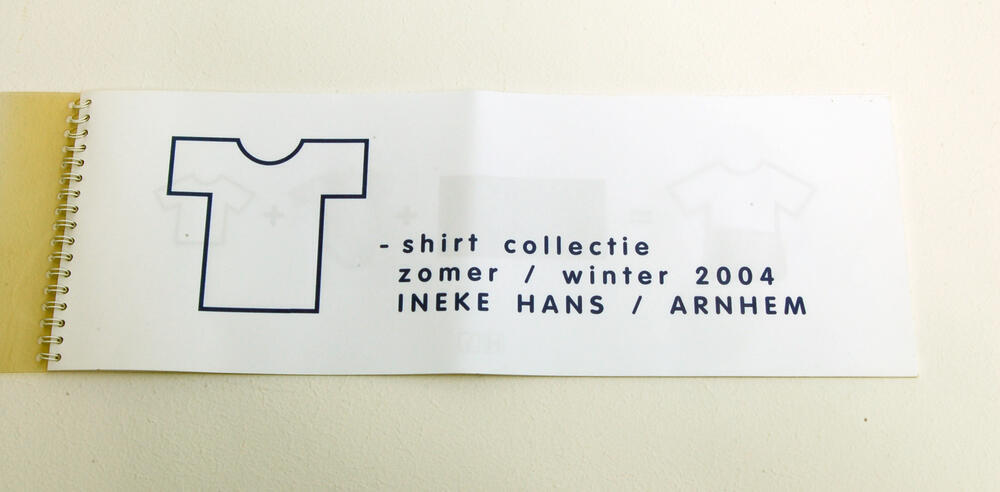 - shirt collectie
zomer / winter 2004
INEKE HANS / ARNHEM